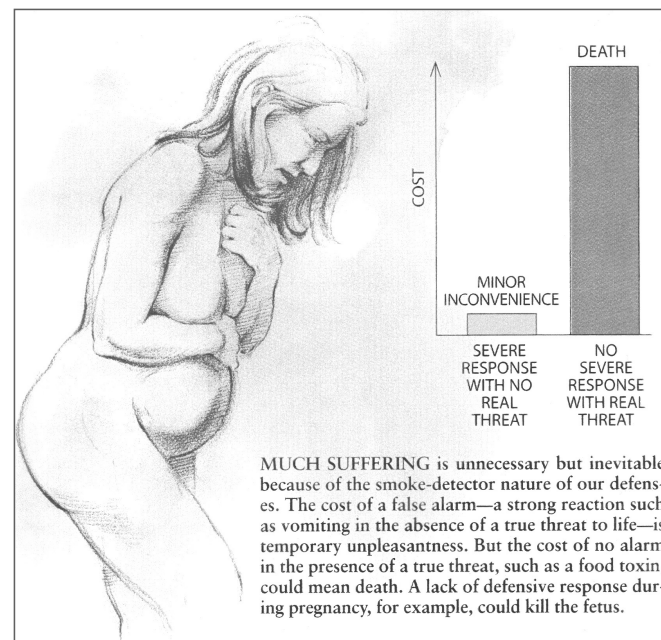 DEATH
COST
MINOR
INCONVENIENCE
SEVERE
RESPONSE
WITH NO
REAL
THREAT
NO
SEVERE
RESPONSE
WITH REAL
THREAT
MUCH SUFFERING is unnecessary but inevitable
because of the smoke-detector nature of our defens-
es. The cost of a false alarm—a strong reaction such
as vomiting in the absence of a true threat to life—is
temporary unpleasantness. But the cost of no alarm
in the presence of a true threat, such as a food toxin,
could mean death. A lack of defensive response dur-
ing pregnancy, for example, could kill the fetus.